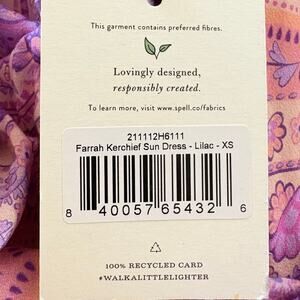 This garment contains preferred fibres.
Lovingly designed,
responsibly created.
To learn more, visit www.spell.co/fabrics
211112H6111
Farrah Kerchief Sun Dress - Lilac - XS
8 40057 65432 6
100% RECYCLED CARD
#WALKALITTLELIGHTER